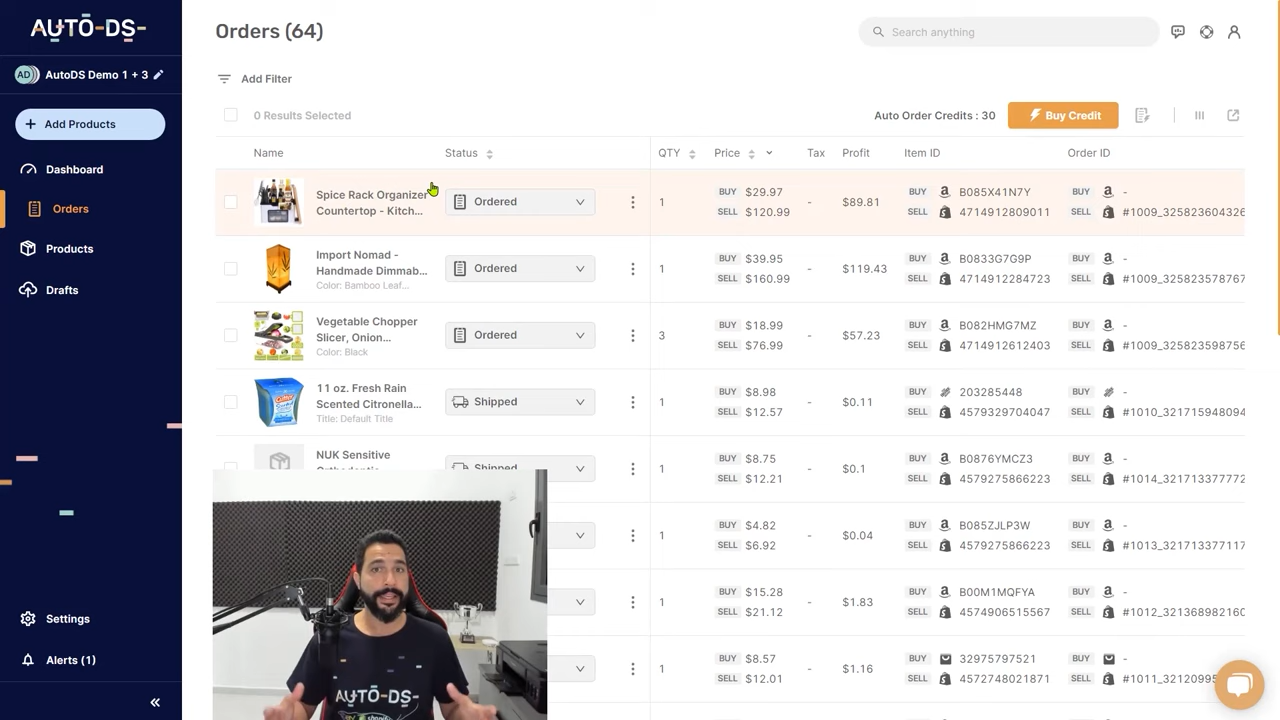 AUTO-DS-
Orders (64)
Search anything
AD AutoDS Demo 1 + 3
Add Filter
+ Add Products
0 Results Selected
Auto Order Credits : 30
Buy Credit
Dashboard
Orders
Products
Drafts
Settings
Alerts (1)
«
Name Status QTY Price Tax Profit Item ID Order ID
Spice Rack Organizer
Countertop - Kitch...
Ordered
1
BUY $29.97
SELL $120.99
-
$89.81
BUY B085X41N7Y
SELL 4714912809011
BUY -
SELL #1009_325823604326
Import Nomad -
Handmade Dimmab...
Color: Bamboo Leaf...
Ordered
1
BUY $39.95
SELL $160.99
-
$119.43
BUY B0833G7G9P
SELL 4714912284723
BUY -
SELL #1009_32582357876
Vegetable Chopper
Slicer, Onion...
Color: Black
Ordered
3
BUY $18.99
SELL $76.99
-
$57.23
BUY B082HMG7MZ
SELL 4714912612403
BUY -
SELL #1009_325823598756
11 oz. Fresh Rain
Scented Citronella...
Title: Default Title
Shipped
1
BUY $8.98
SELL $12.57
-
$0.11
BUY 203285448
SELL 4579329704047
BUY -
SELL #1010_321715948094
NUK Sensitive
Shipped
1
BUY $8.75
SELL $12.21
-
$0.1
BUY B0876YMCZ3
SELL 4579275866223
BUY -
SELL #1014_321713377772
1
BUY $4.82
SELL $6.92
-
$0.04
BUY B085ZJLP3W
SELL 4579275866223
BUY -
SELL #1013_321713377117
1
BUY $15.28
SELL $21.12
-
$1.83
BUY B00M1MQFYA
SELL 4574906515567
BUY -
SELL #1012_321368982160
1
BUY $8.57
SELL $12.01
-
$1.16
BUY 32975797521
SELL 4572748021871
BUY -
SELL #1011_32120995
AUTO-DS-